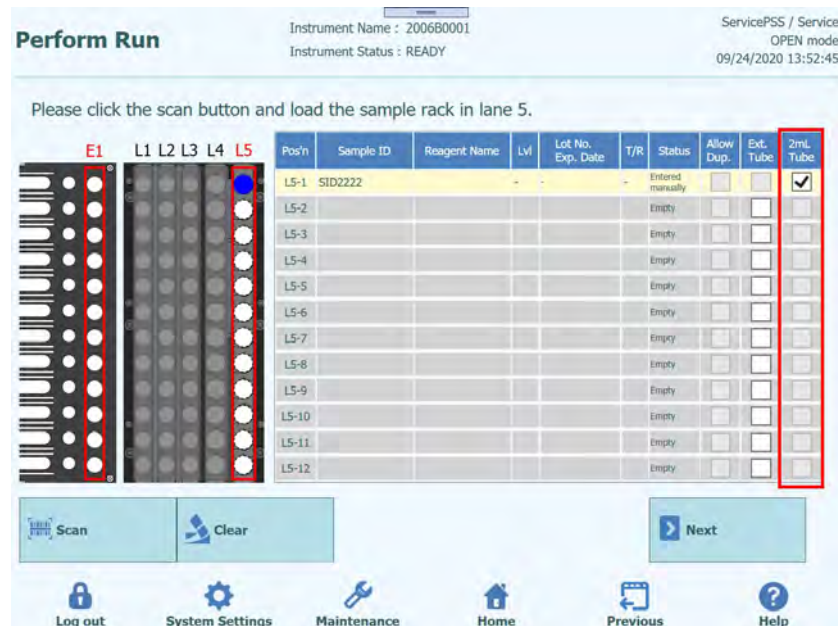 Perform Run
Instrument Name : 2006B0001
Instrument Status : READY
ServicePSS / Service
OPEN mode
09/24/2020 13:52:45
Please click the scan button and load the sample rack in lane 5.
E1 L1 L2 L3 L4 L5
Pos'n Sample ID Reagent Name Lvl Lot No. Exp. Date T/R Status Allow Dup. Ext. Tube 2mL Tube
L5-1 SID2222 - - - Entered manually
L5-2 Empty
L5-3 Empty
L5-4 Empty
L5-5 Empty
L5-6 Empty
L5-7 Empty
L5-8 Empty
L5-9 Empty
L5-10 Empty
L5-11 Empty
L5-12 Empty
Scan Clear Next
Log out System Settings Maintenance Home Previous Help